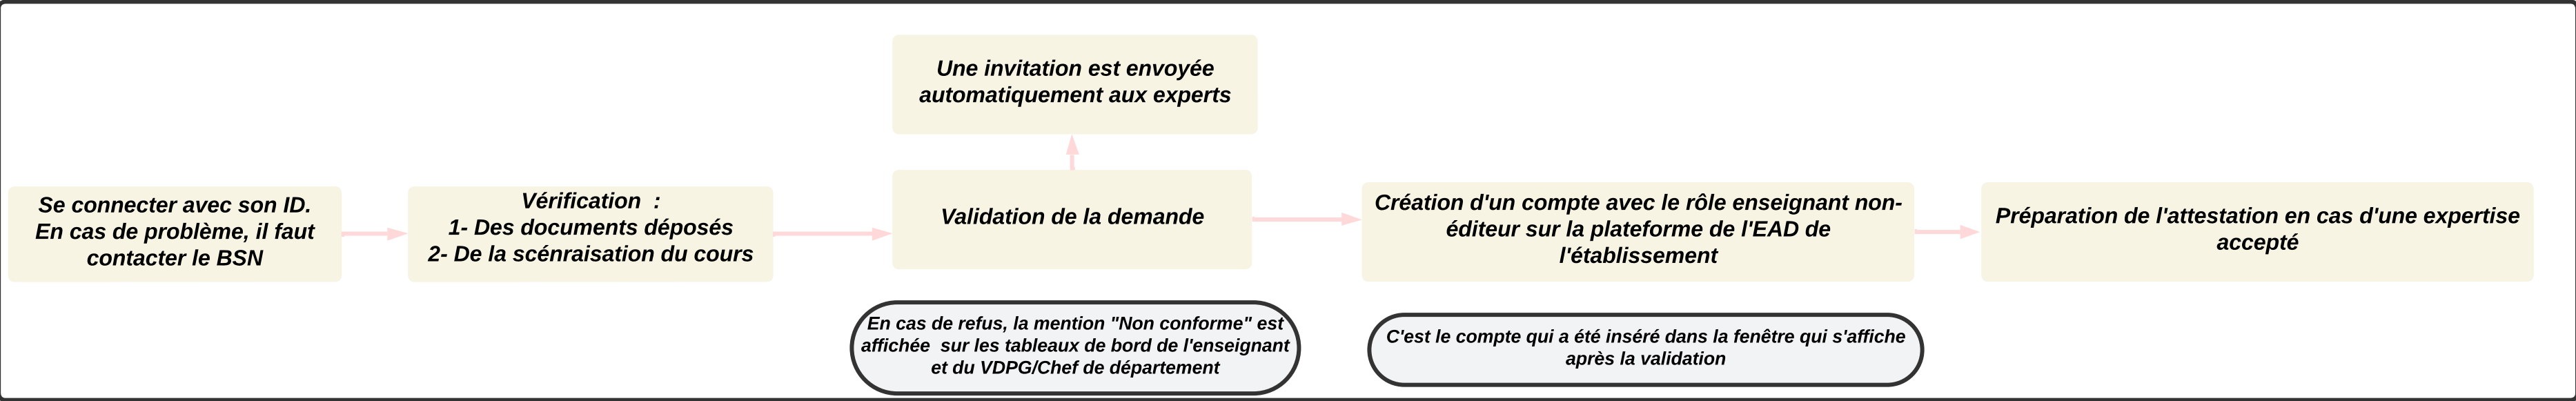 Une invitation est envoyée
automatiquement aux experts
Se connecter avec son ID.
En cas de problème, il faut
contacter le BSN
Vérification  :
1- Des documents déposés
2- De la scénraisation du cours
Validation de la demande
Création d'un compte avec le rôle enseignant non-
éditeur sur la plateforme de l'EAD de
l'établissement
Préparation de l'attestation en cas d'une expertise
accepté
En cas de refus, la mention "Non conforme" est
affichée  sur les tableaux de bord de l'enseignant
et du VDPG/Chef de département
C'est le compte qui a été inséré dans la fenêtre qui s'affiche
après la validation